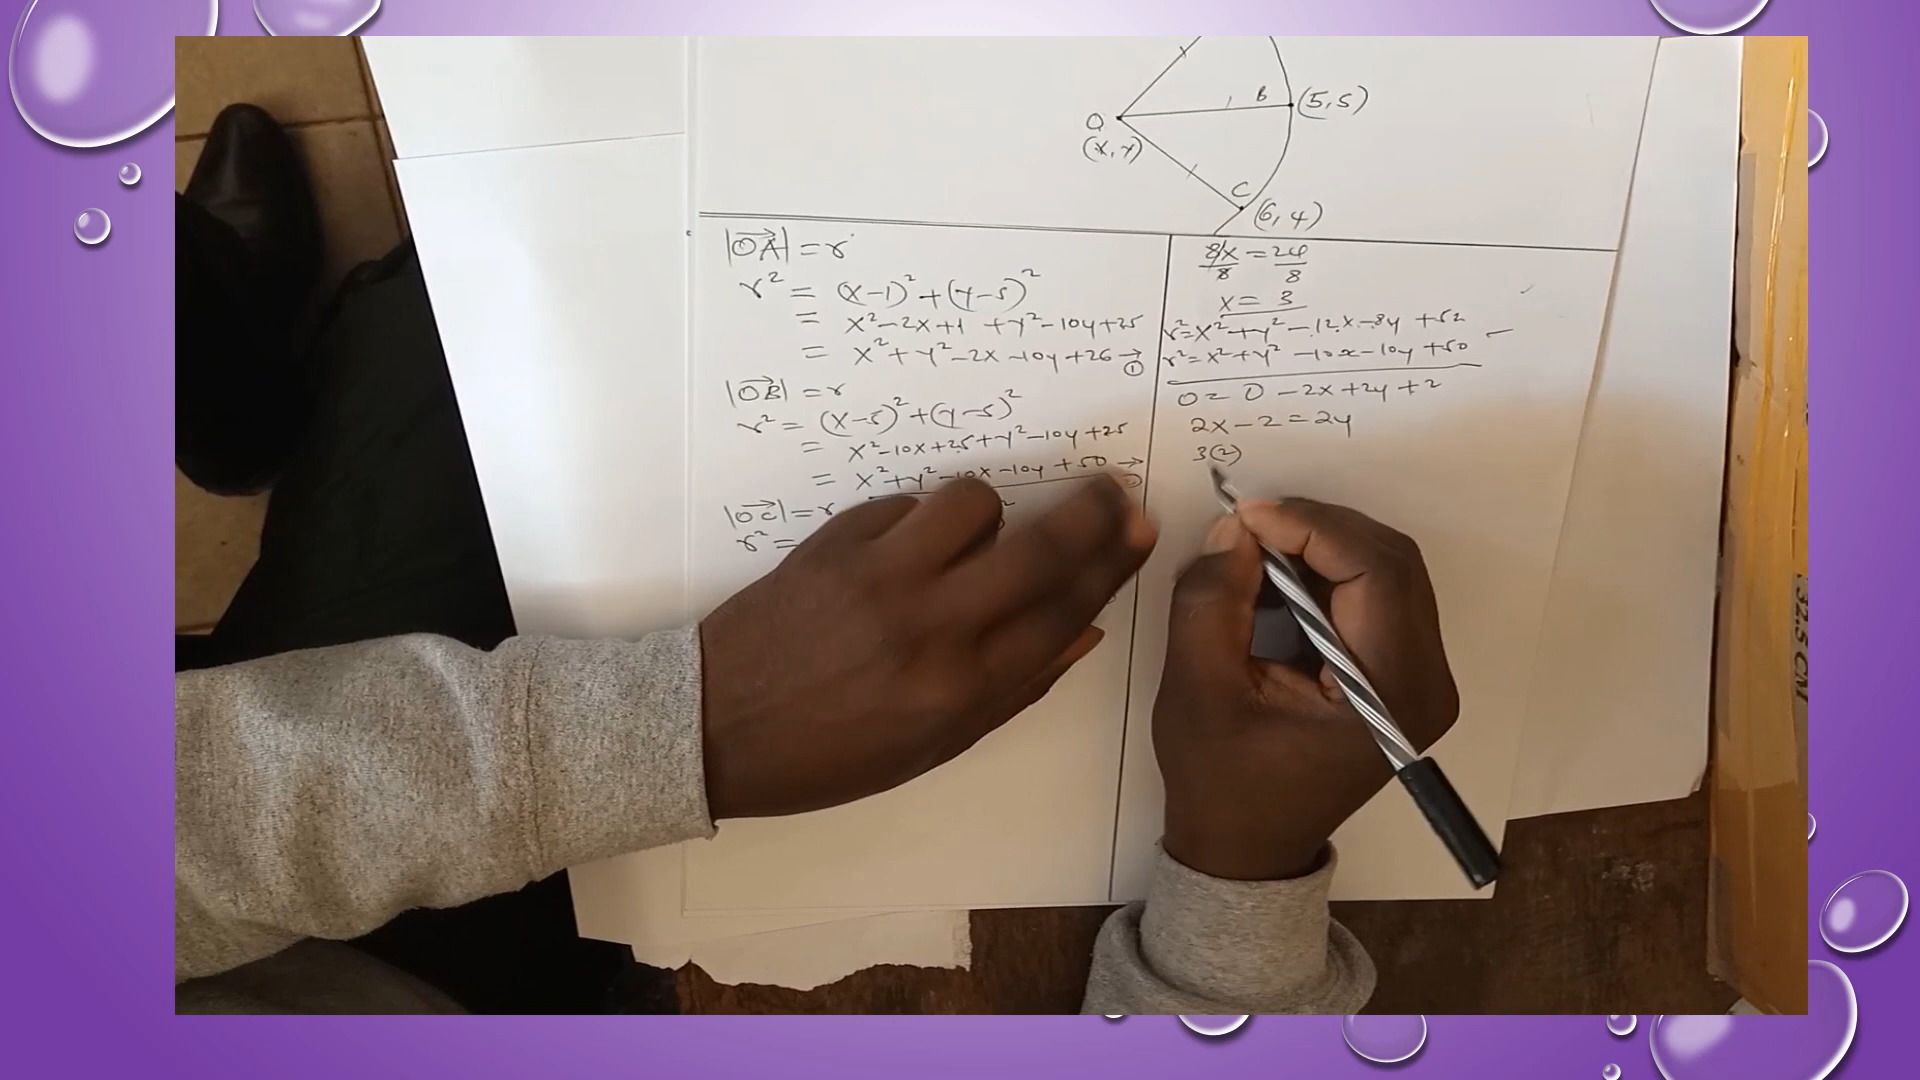 B (5,5)
O
(x,y)
C
(6,4)
|OA| = r
r² = (x-1)² + (y-5)²
= x²-2x+1 + y²-10y+25
= x²+y²-2x-10y+26 → ①
|OB| = r
r² = (x-5)² + (y-5)²
= x²-10x+25+y²-10y+25
= x²+y²-10x-10y+50 →
|OC| = r
r² =
8x/8 = 24/8
x = 3
r²=x²+y²-12x-8y+52
r²=x²+y²-10x-10y+50
0 = 0 -2x+2y+2
2x-2=2y
3(2)
32.5 CM